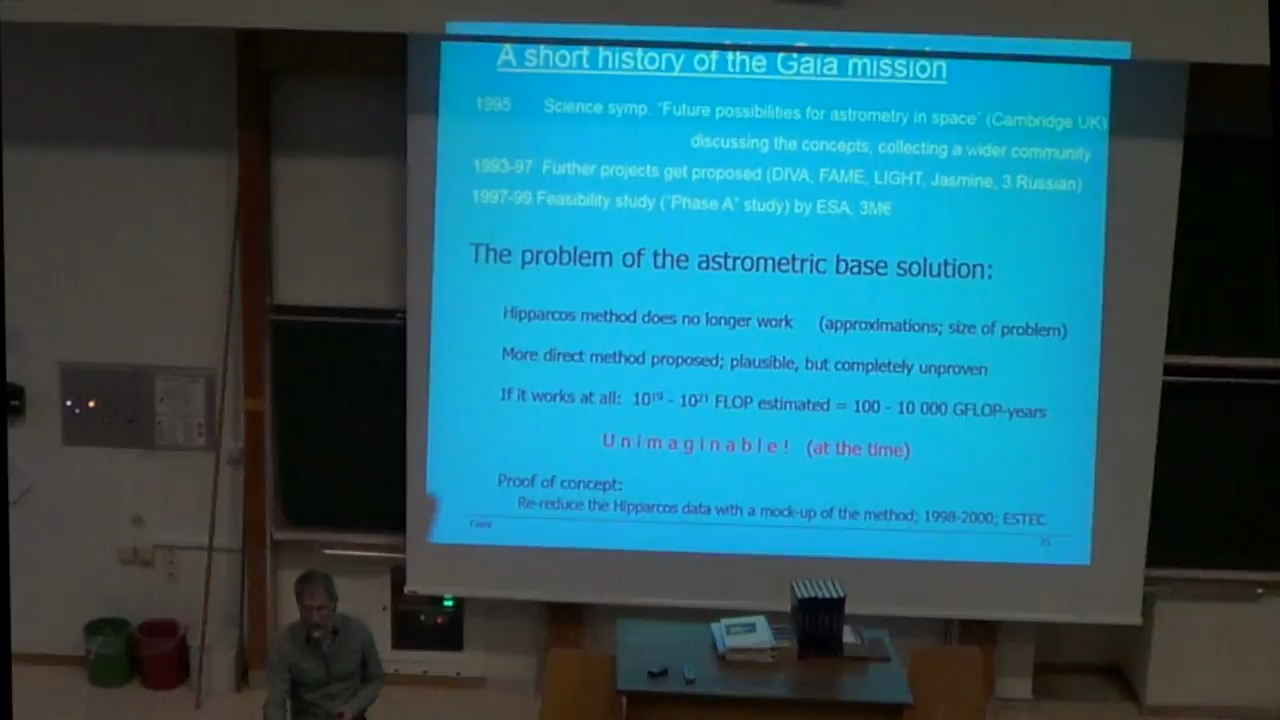 A short history of the Gaia mission
1995 Science symp. "Future possibilities for astrometry in space" (Cambridge UK)
discussing the concepts, collecting a wider community
1993-97 Further projects get proposed (DIVA, FAME, LIGHT, Jasmine, 3 Russian)
1997-99 Feasibility study ("Phase A" study) by ESA, 3M€
The problem of the astrometric base solution:
Hipparcos method does no longer work (approximations; size of problem)
More direct method proposed; plausible, but completely unproven
If it works at all: 10¹⁹ - 10²¹ FLOP estimated = 100 - 10 000 GFLOP-years
Unimaginable! (at the time)
Proof of concept:
Re-reduce the Hipparcos data with a mock-up of the method; 1998-2000; ESTEC